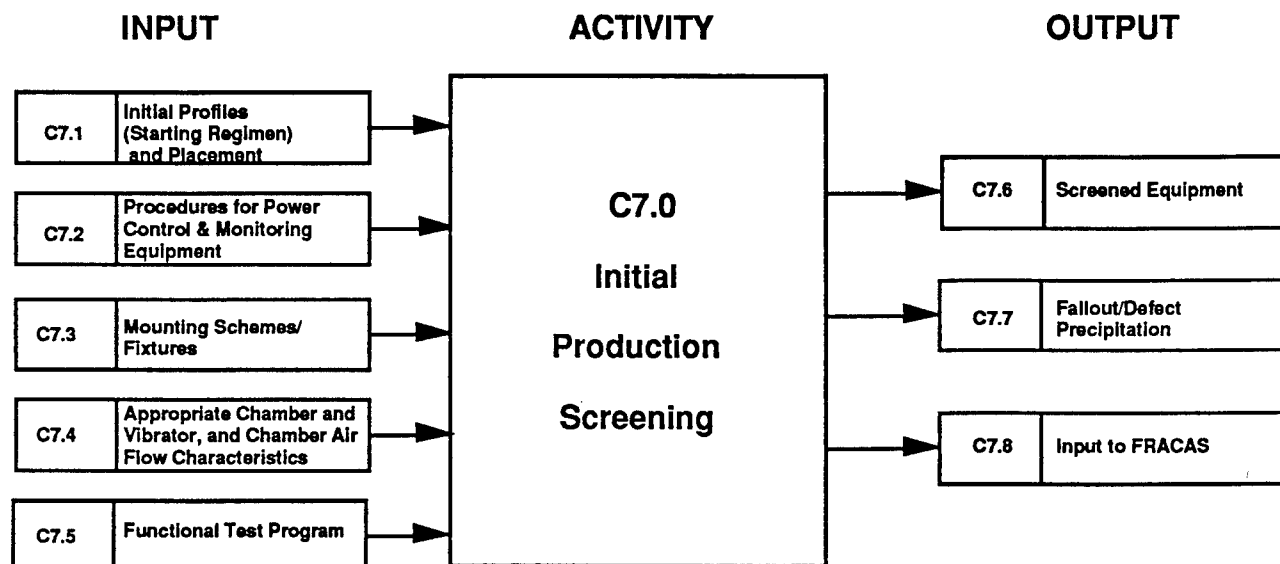 INPUT
ACTIVITY
OUTPUT
C7.1
Initial Profiles
(Starting Regimen)
and Placement
C7.2
Procedures for Power
Control & Monitoring
Equipment
C7.3
Mounting Schemes/
Fixtures
C7.4
Appropriate Chamber and
Vibrator, and Chamber Air
Flow Characteristics
C7.5
Functional Test Program
C7.0
Initial
Production
Screening
C7.6
Screened Equipment
C7.7
Fallout/Defect
Precipitation
C7.8
Input to FRACAS